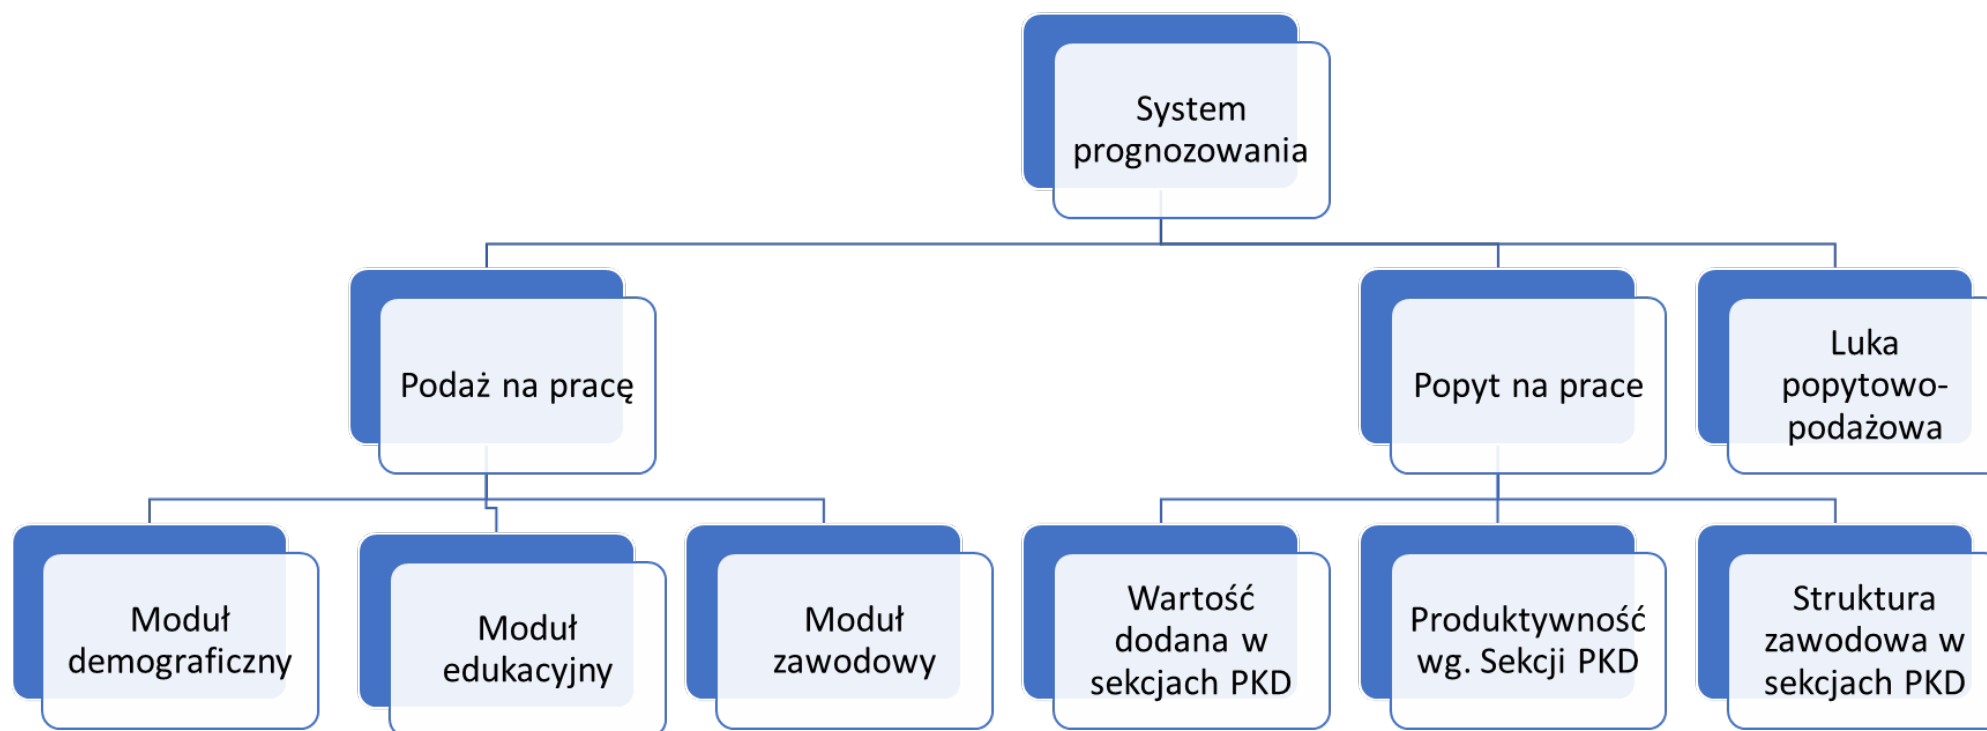 System
prognozowania
Podaż na pracę
Popyt na prace
Luka
popytowo-
podażowa
Moduł
demograficzny
Moduł
edukacyjny
Moduł
zawodowy
Wartość
dodana w
sekcjach PKD
Produktywność
wg. Sekcji PKD
Struktura
zawodowa w
sekcjach PKD